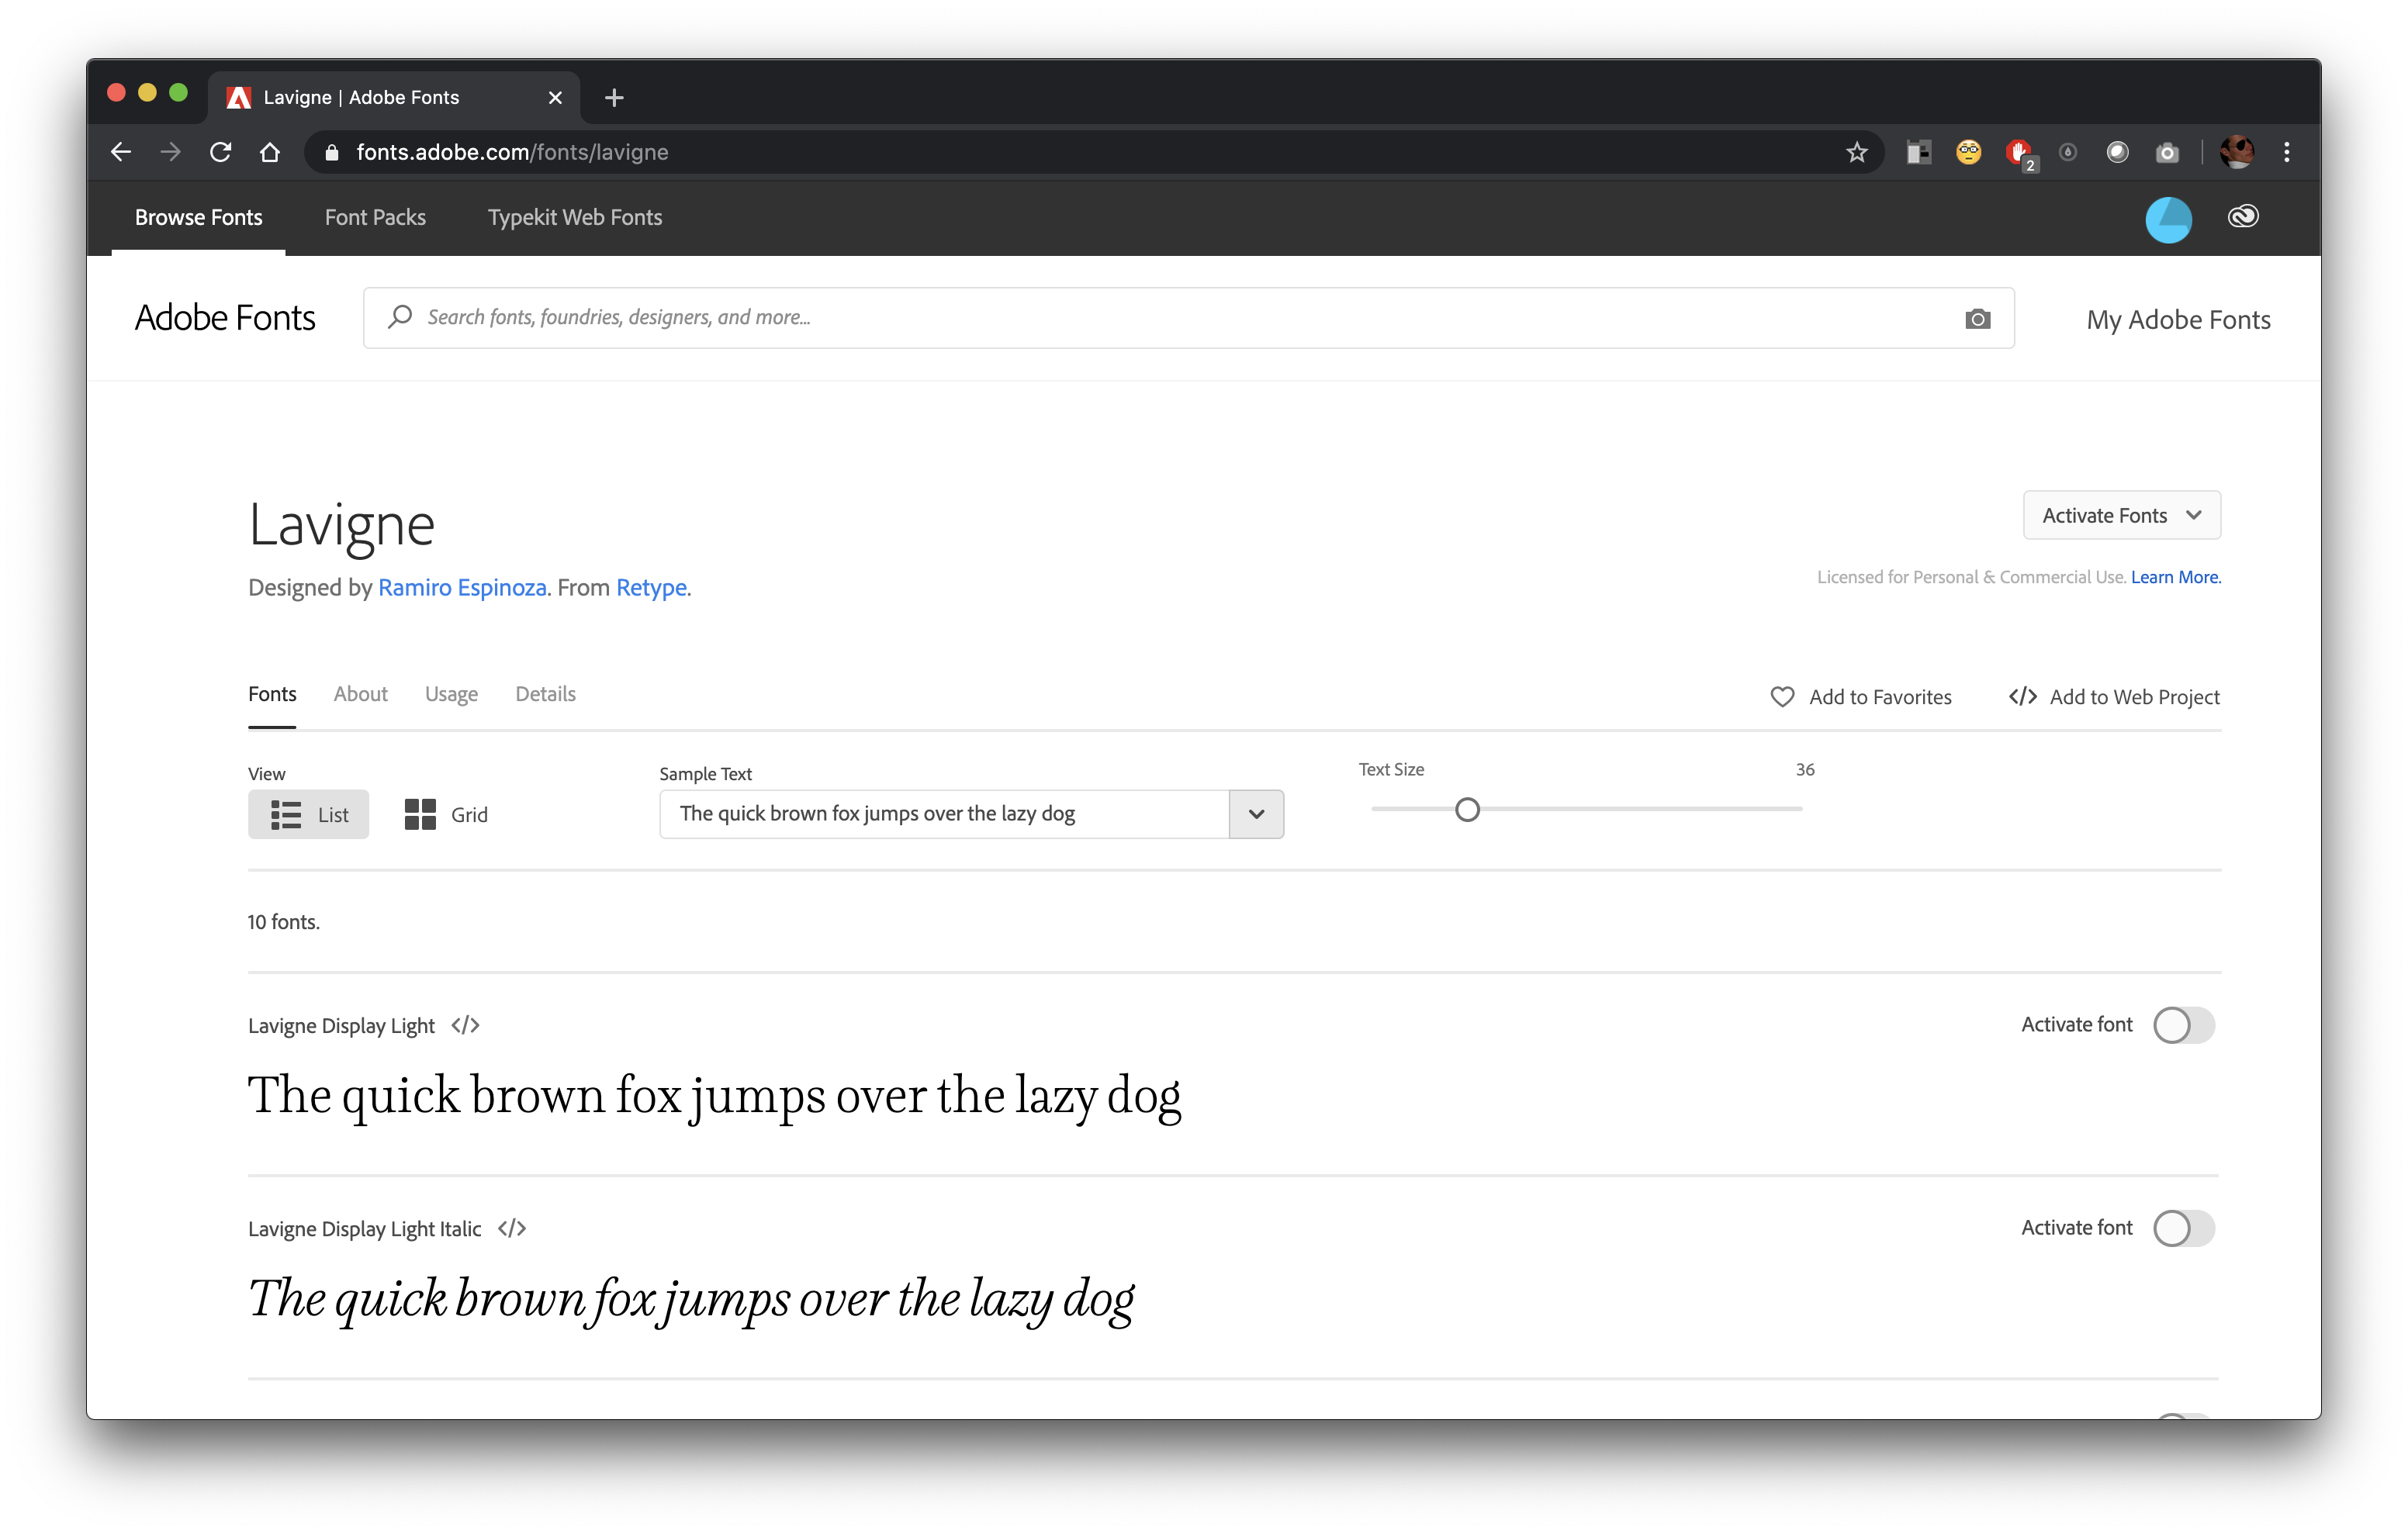 Lavigne | Adobe Fonts
fonts.adobe.com/fonts/lavigne
2
Browse Fonts
Font Packs
Typekit Web Fonts
Adobe Fonts
Search fonts, foundries, designers, and more...
My Adobe Fonts
Lavigne
Activate Fonts
Designed by Ramiro Espinoza. From Retype.
Licensed for Personal & Commercial Use. Learn More.
Fonts
About
Usage
Details
Add to Favorites
</> Add to Web Project
View
Sample Text
Text Size
36
List
Grid
The quick brown fox jumps over the lazy dog
10 fonts.
Lavigne Display Light </>
Activate font
The quick brown fox jumps over the lazy dog
Lavigne Display Light Italic </>
Activate font
The quick brown fox jumps over the lazy dog